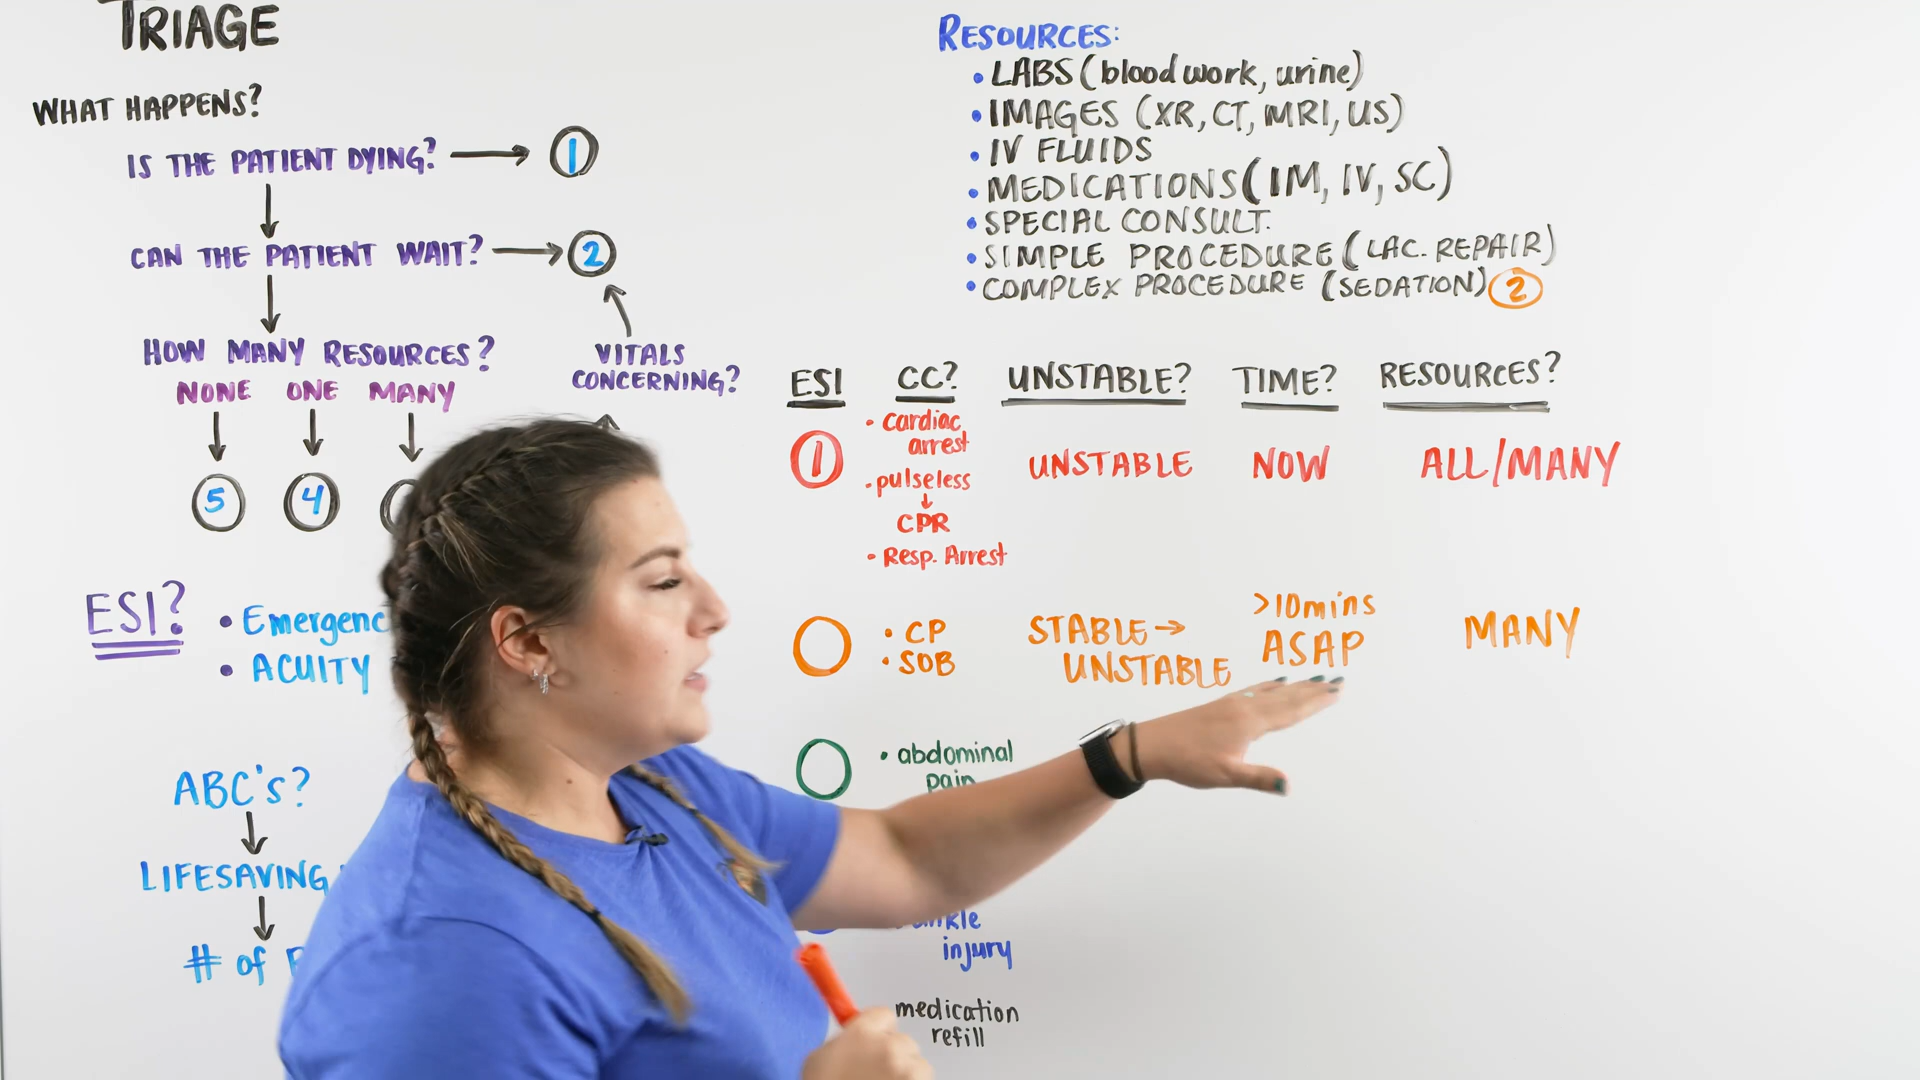 TRIAGE
WHAT HAPPENS?
IS THE PATIENT DYING? → 1
CAN THE PATIENT WAIT? → 2
HOW MANY RESOURCES?
NONE ONE MANY
5 4
VITALS
CONCERNING?
ESI?
• Emergenc
• ACUITY
ABC's?
LIFESAVING
# of
RESOURCES:
• LABS (blood work, urine)
• IMAGES (XR, CT, MRI, US)
• IV FLUIDS
• MEDICATIONS (IM, IV, SC)
• SPECIAL CONSULT.
• SIMPLE PROCEDURE (LAC. REPAIR)
• COMPLEX PROCEDURE (SEDATION) 2
ESI CC? UNSTABLE? TIME? RESOURCES?
1
• cardiac
arrest
• pulseless
↓
CPR
• Resp. Arrest
UNSTABLE
NOW
ALL/MANY
• CP
• SOB
STABLE →
UNSTABLE
>10mins
ASAP
MANY
• abdominal
pain
injury
medication
refill